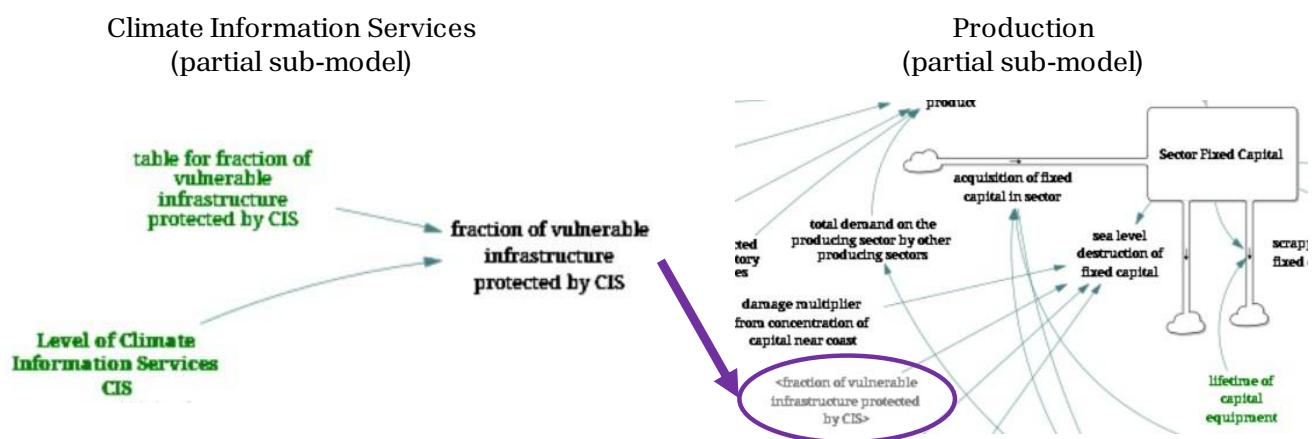 Climate Information Services
(partial sub-model)
Production
(partial sub-model)
table for fraction of
vulnerable
infrastructure
protected by CIS
fraction of vulnerable
infrastructure
protected by CIS
Level of Climate
Information Services
CIS
product
Sector Fixed Capital
acquisition of fixed
capital in sector
total demand on the
producing sector by other
producing sectors
sea level
destruction of
fixed capital
damage multiplier
from concentration of
capital near coast
<fraction of vulnerable
infrastructure protected
by CIS>
lifetime of
capital
equipment